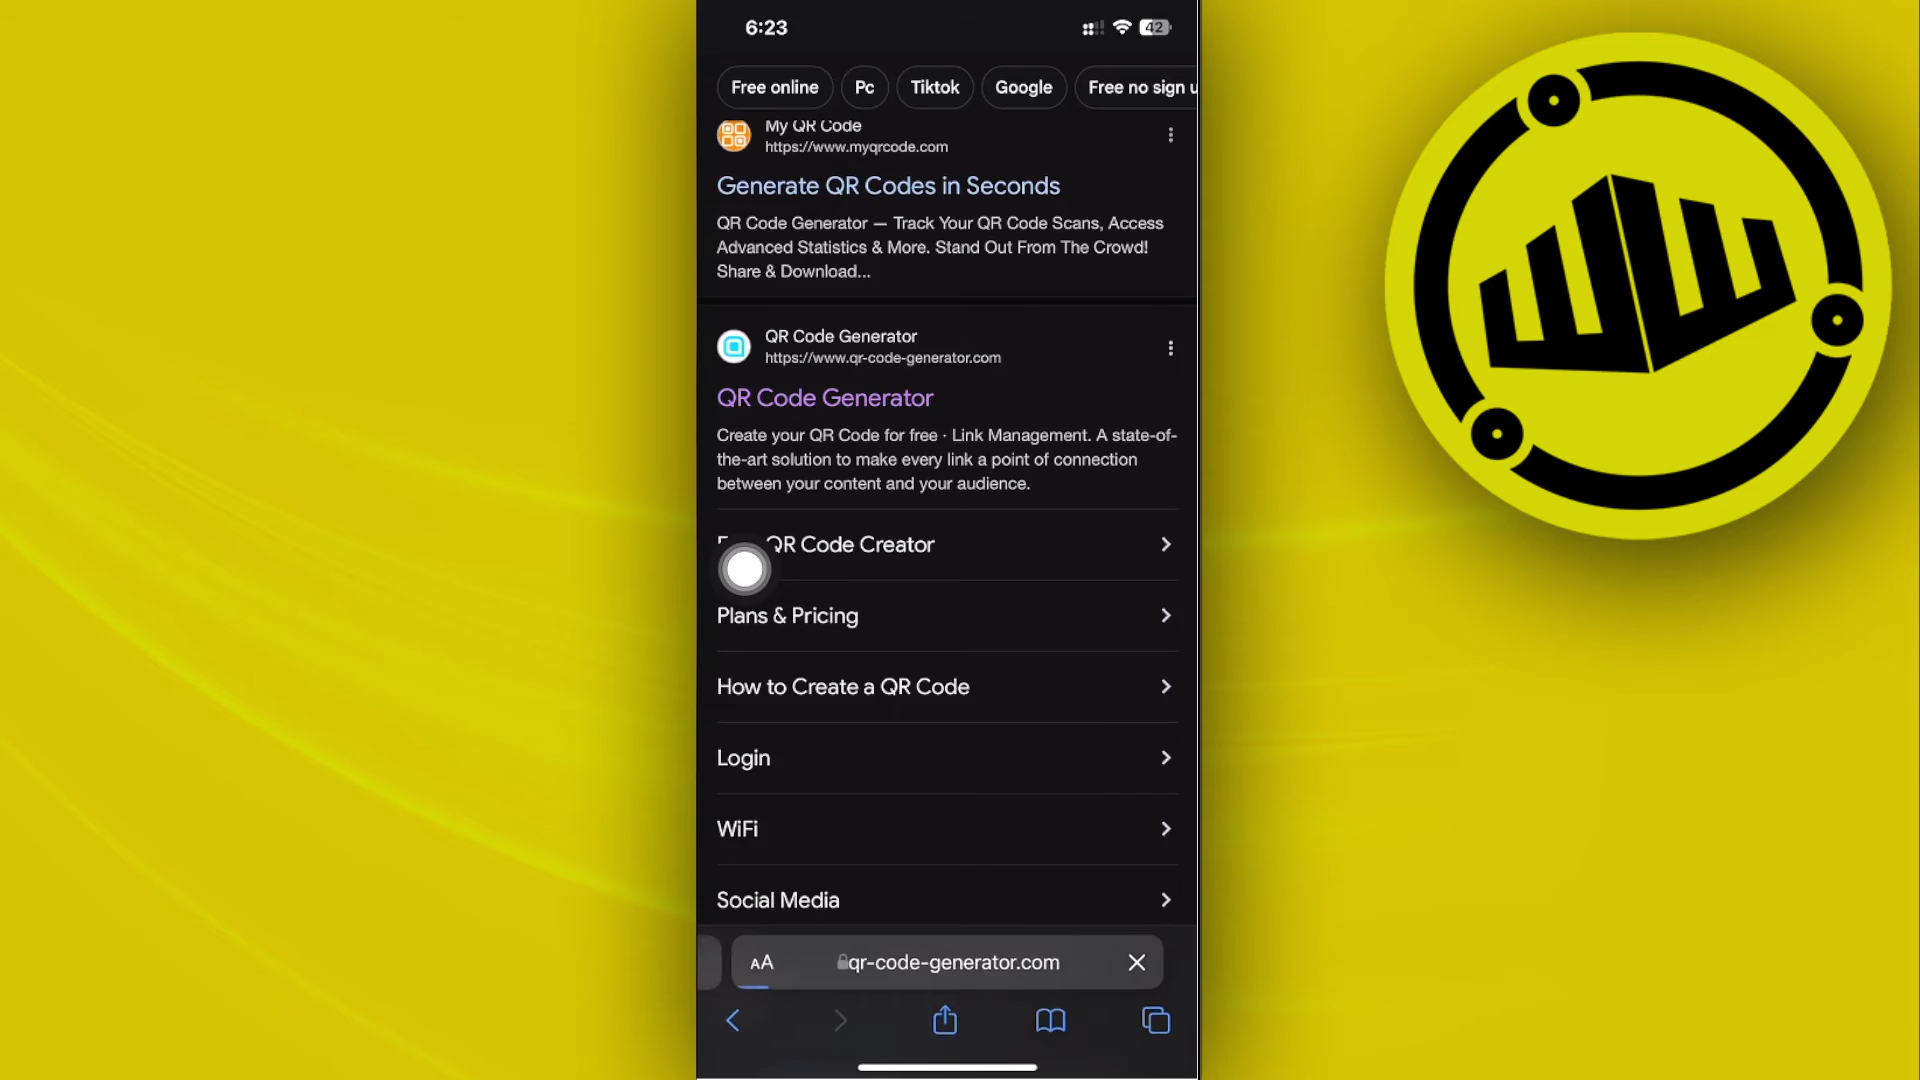 6:23
42
Free online Pc Tiktok Google Free no sign u
My QR Code
https://www.myqrcode.com
Generate QR Codes in Seconds
QR Code Generator — Track Your QR Code Scans, Access
Advanced Statistics & More. Stand Out From The Crowd!
Share & Download...
QR Code Generator
https://www.qr-code-generator.com
QR Code Generator
Create your QR Code for free · Link Management. A state-of-
the-art solution to make every link a point of connection
between your content and your audience.
QR Code Creator
Plans & Pricing
How to Create a QR Code
Login
WiFi
Social Media
AA qr-code-generator.com